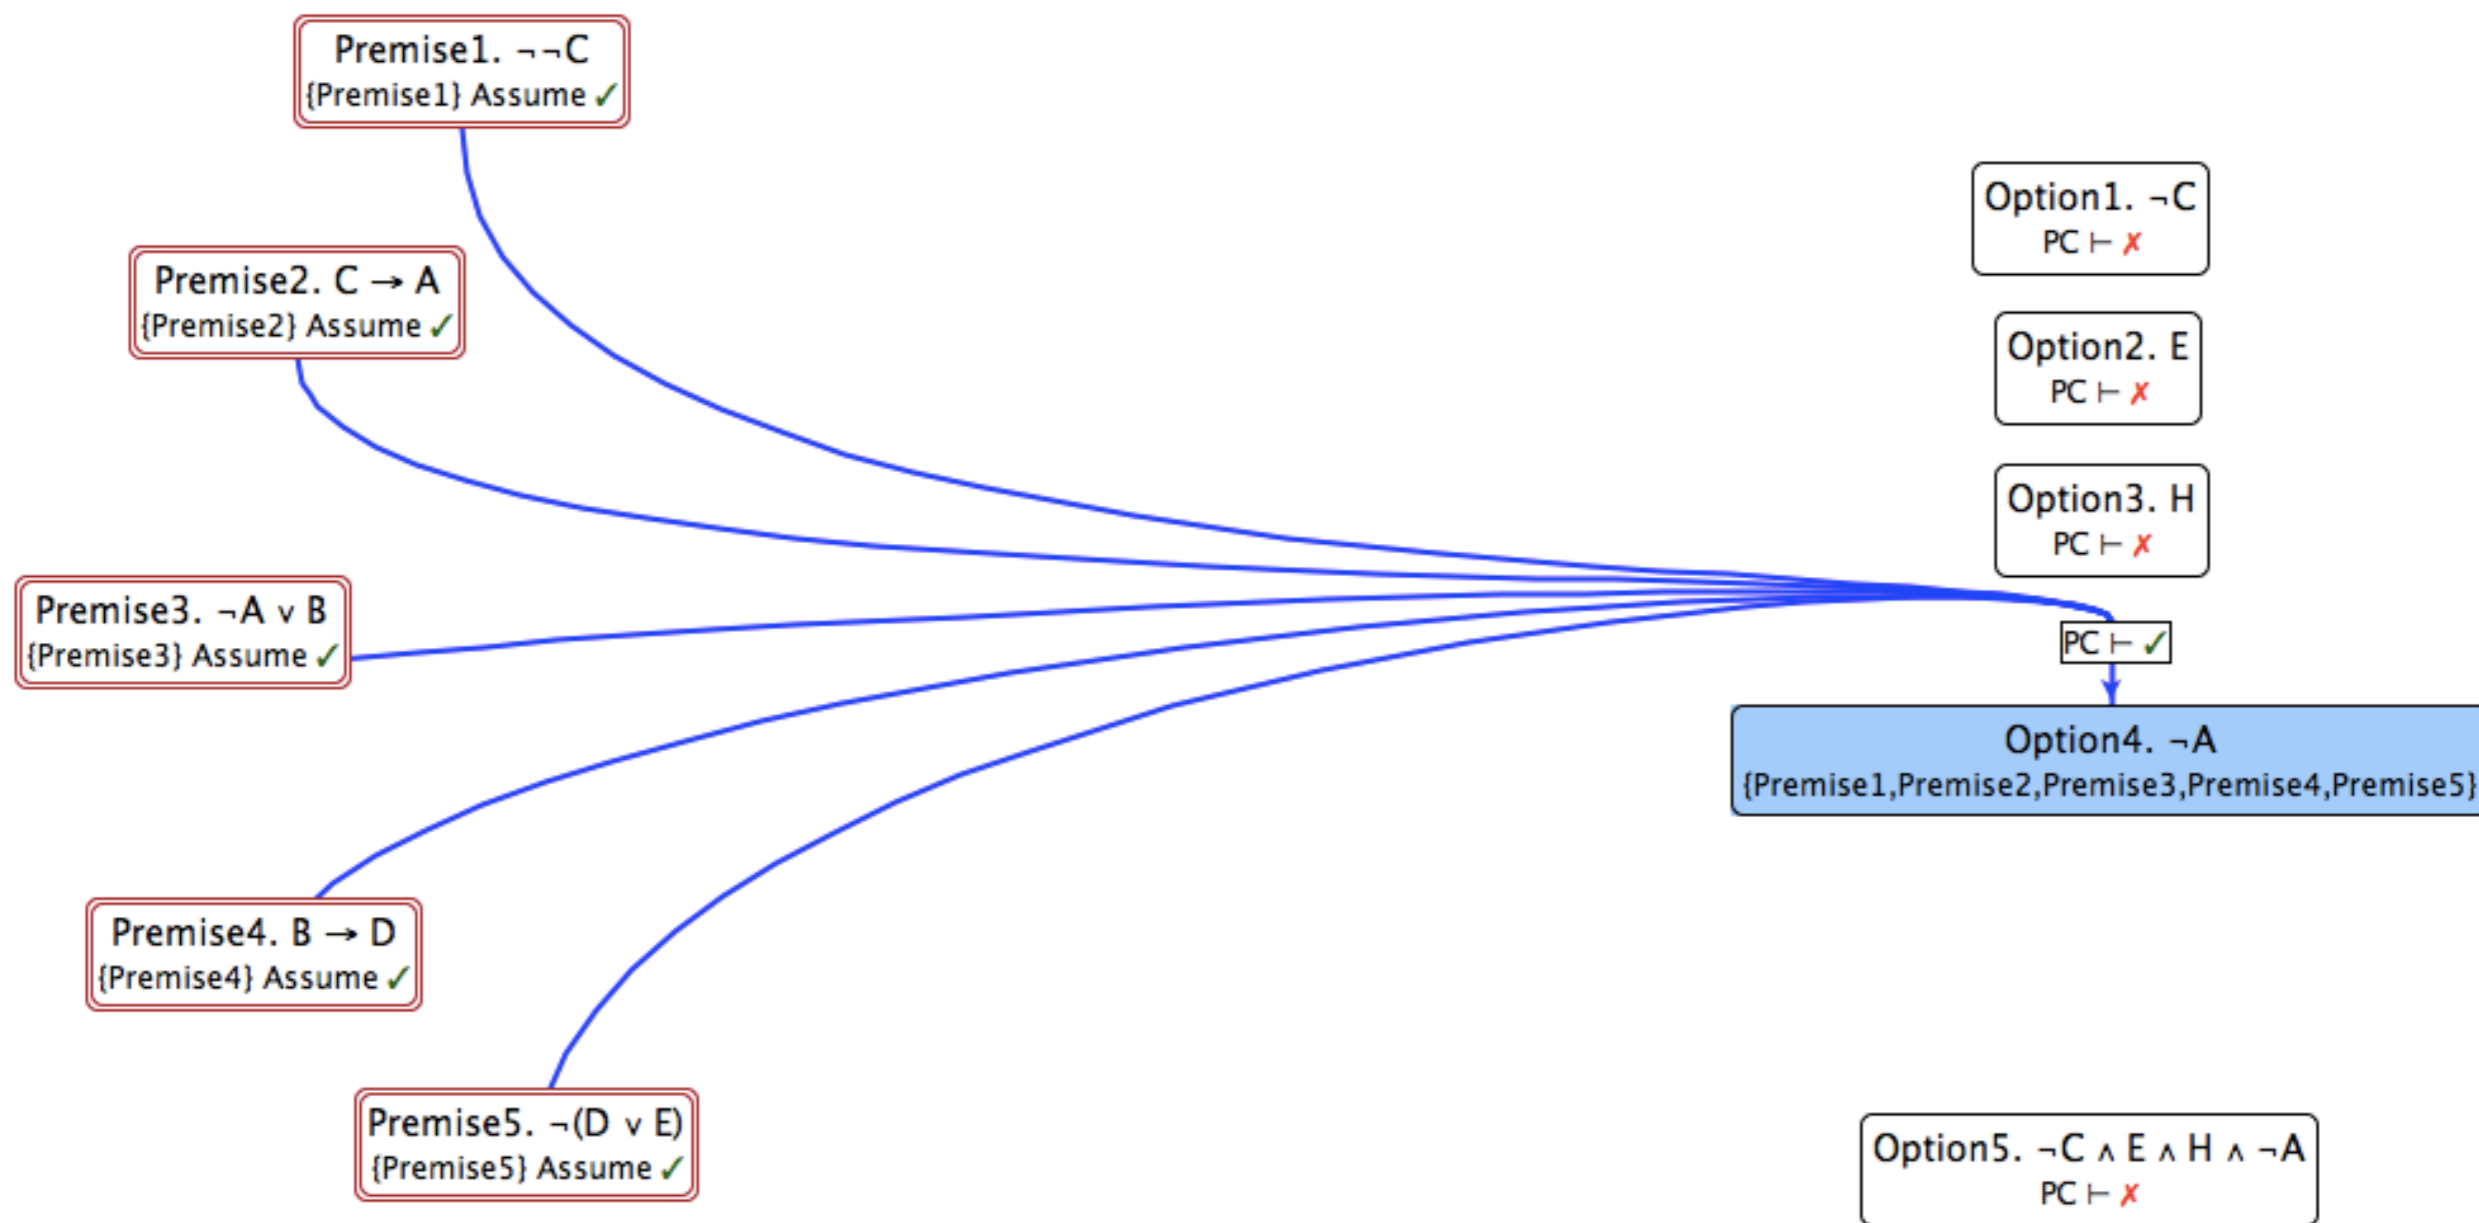 Premise1. ¬¬C
{Premise1} Assume ✓
Option1. ¬C
PC ⊢ ✗
Premise2. C → A
{Premise2} Assume ✓
Option2. E
PC ⊢ ✗
Option3. H
PC ⊢ ✗
Premise3. ¬A ∨ B
{Premise3} Assume ✓
PC ⊢ ✓
Option4. ¬A
{Premise1,Premise2,Premise3,Premise4,Premise5}
Premise4. B → D
{Premise4} Assume ✓
Premise5. ¬(D ∨ E)
{Premise5} Assume ✓
Option5. ¬C ∧ E ∧ H ∧ ¬A
PC ⊢ ✗